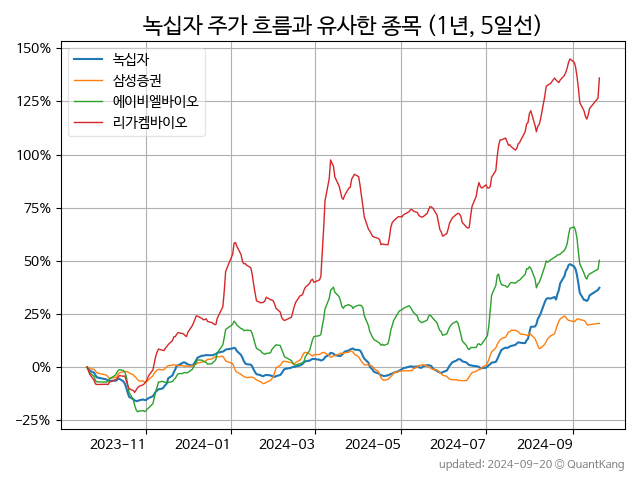 녹십자 주가 흐름과 유사한 종목 (1년, 5일선)
150%
125%
100%
75%
50%
25%
0%
−25%
녹십자
삼성증권
에이비엘바이오
리가켐바이오
2023-11
2024-01
2024-03
2024-05
2024-07
2024-09
updated: 2024-09-20 © QuantKang